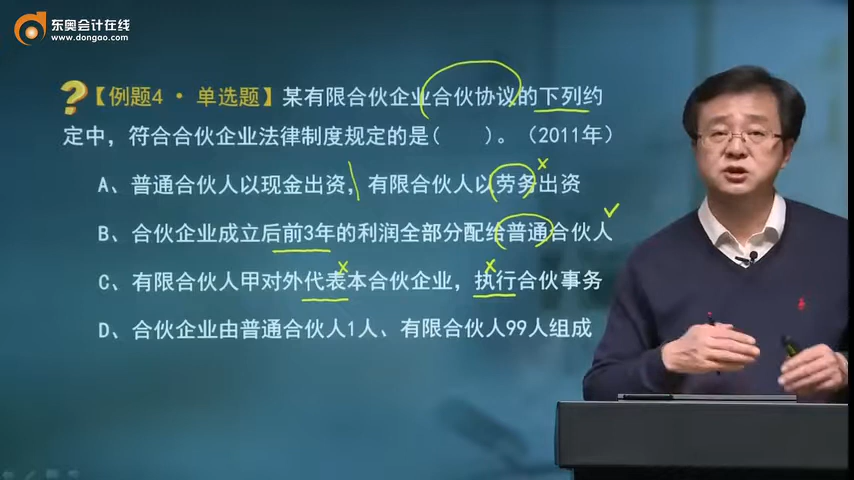 东奥会计在线
www.dongao.com
?【例题4·单选题】某有限合伙企业合伙协议的下列约
定中，符合合伙企业法律制度规定的是（　　）。（2011年）
A、普通合伙人以现金出资，有限合伙人以劳务出资
B、合伙企业成立后前3年的利润全部分配给普通合伙人
C、有限合伙人甲对外代表本合伙企业，执行合伙事务
D、合伙企业由普通合伙人1人、有限合伙人99人组成